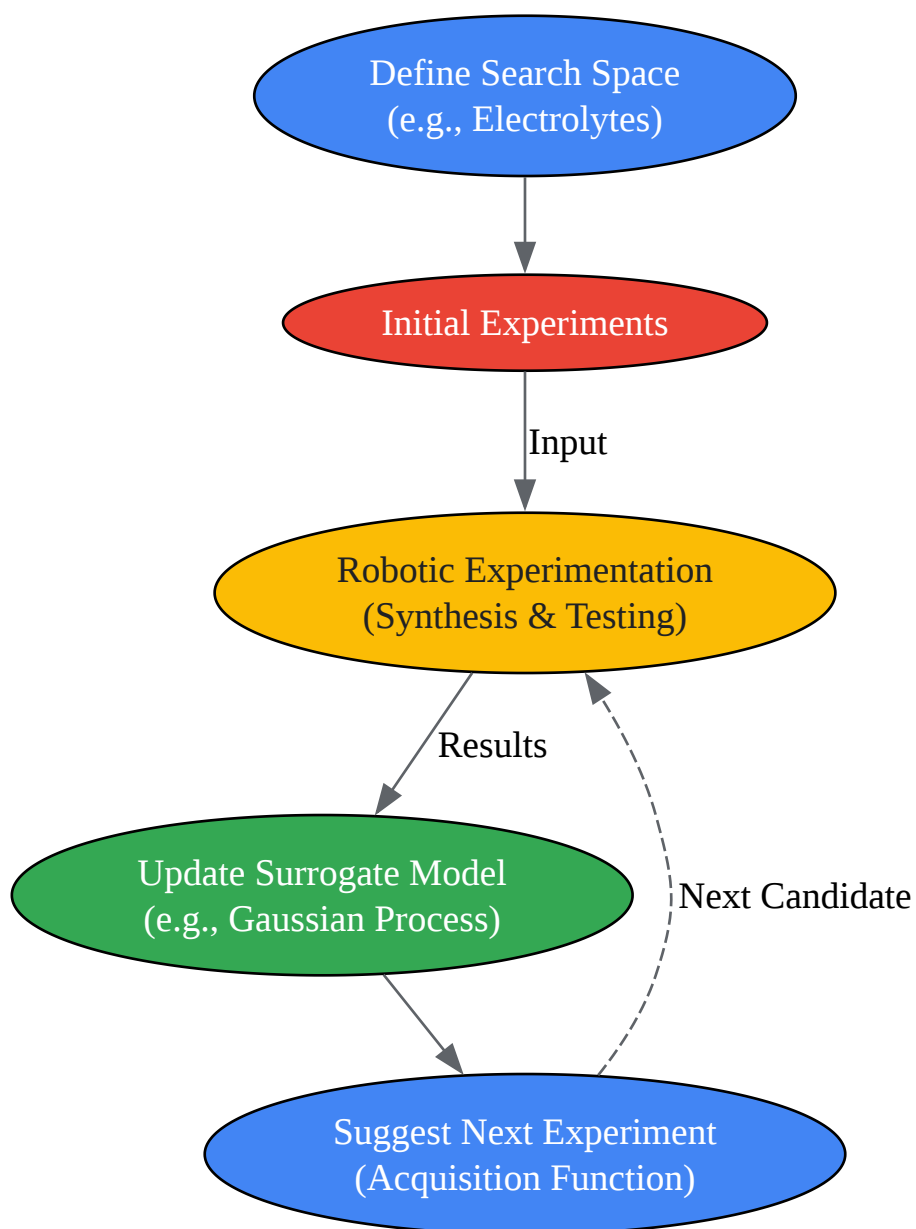 Define Search Space
(e.g., Electrolytes)
Initial Experiments
Input
Robotic Experimentation
(Synthesis & Testing)
Results
Update Surrogate Model
(e.g., Gaussian Process)
Next Candidate
Suggest Next Experiment
(Acquisition Function)